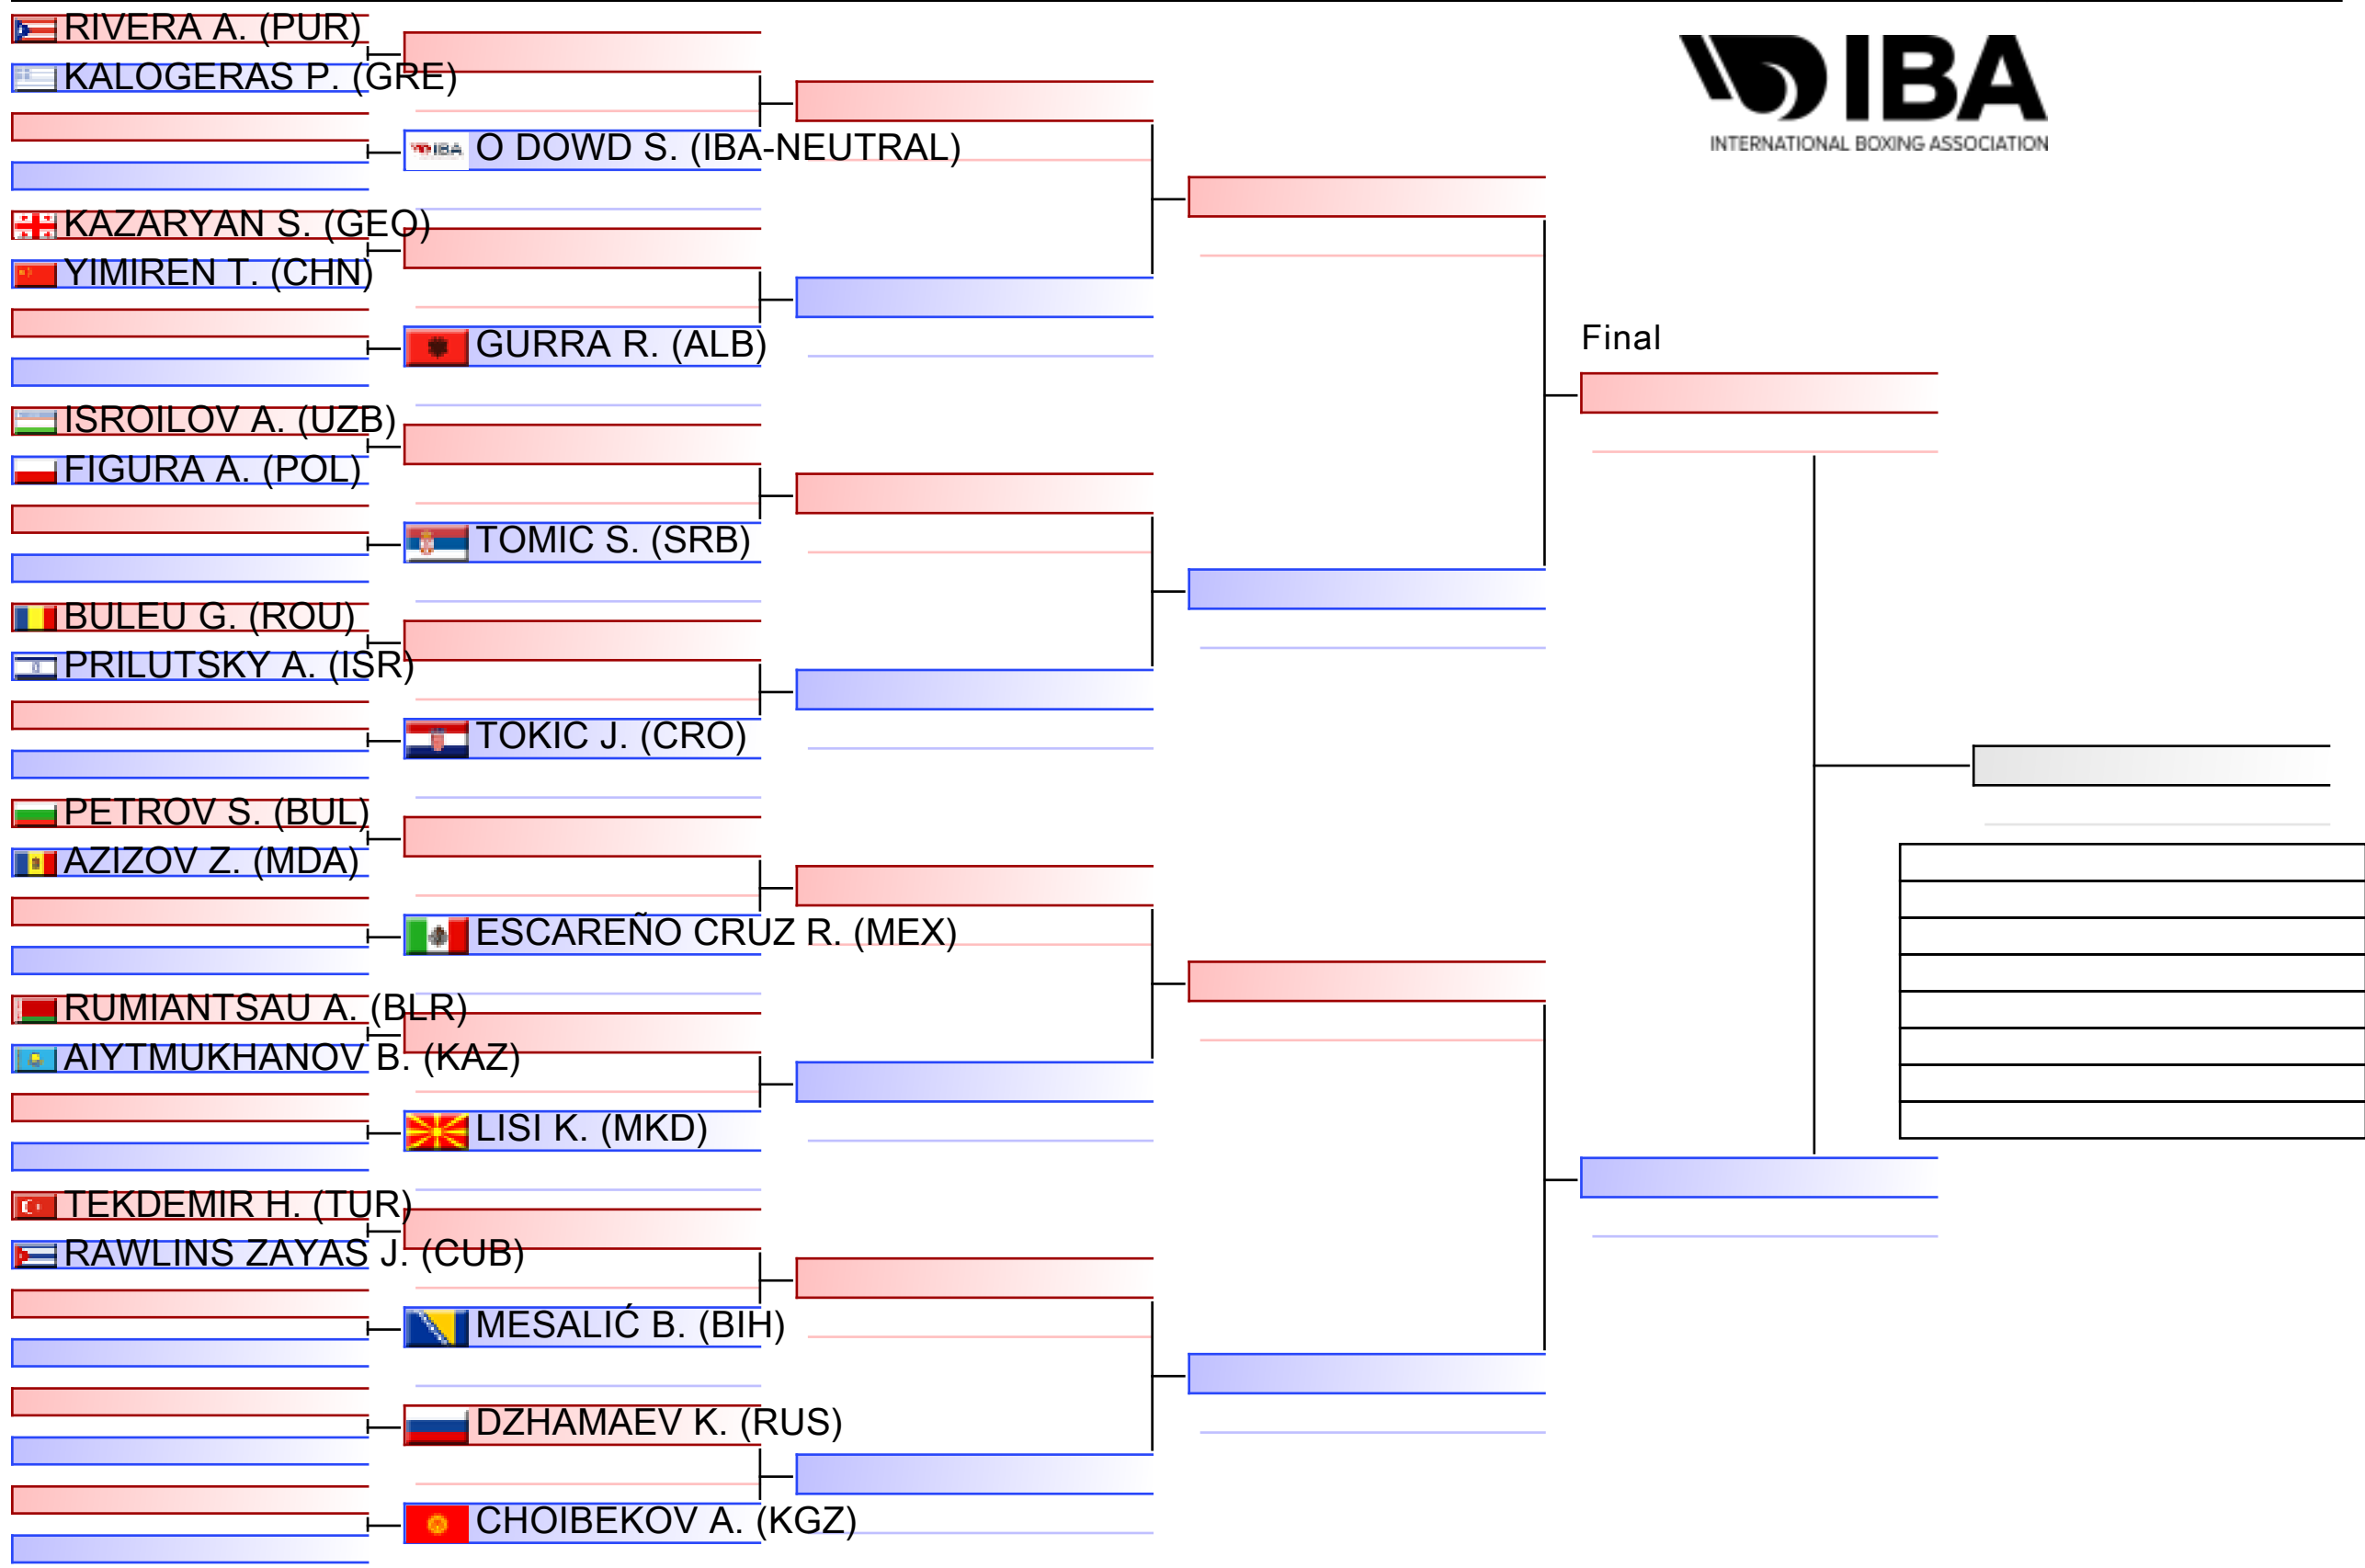 RIVERA A. (PUR)
KALOGERAS P. (GRE)
IBA O DOWD S. (IBA-NEUTRAL)
KAZARYAN S. (GEO)
YIMIREN T. (CHN)
GURRA R. (ALB)
ISROILOV A. (UZB)
FIGURA A. (POL)
TOMIC S. (SRB)
BULEU G. (ROU)
PRILUTSKY A. (ISR)
TOKIC J. (CRO)
PETROV S. (BUL)
AZIZOV Z. (MDA)
ESCAREÑO CRUZ R. (MEX)
RUMIANTSAU A. (BLR)
AIYTMUKHANOV B. (KAZ)
LISI K. (MKD)
TEKDEMIR H. (TUR)
RAWLINS ZAYAS J. (CUB)
MESALIĆ B. (BIH)
DZHAMAEV K. (RUS)
CHOIBEKOV A. (KGZ)
Final
IBA
INTERNATIONAL BOXING ASSOCIATION